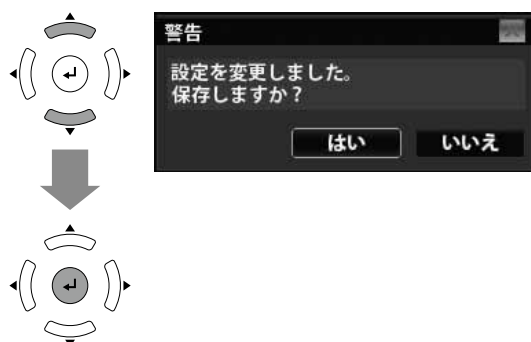 警告
設定を変更しました。
保存しますか？
はい
いいえ